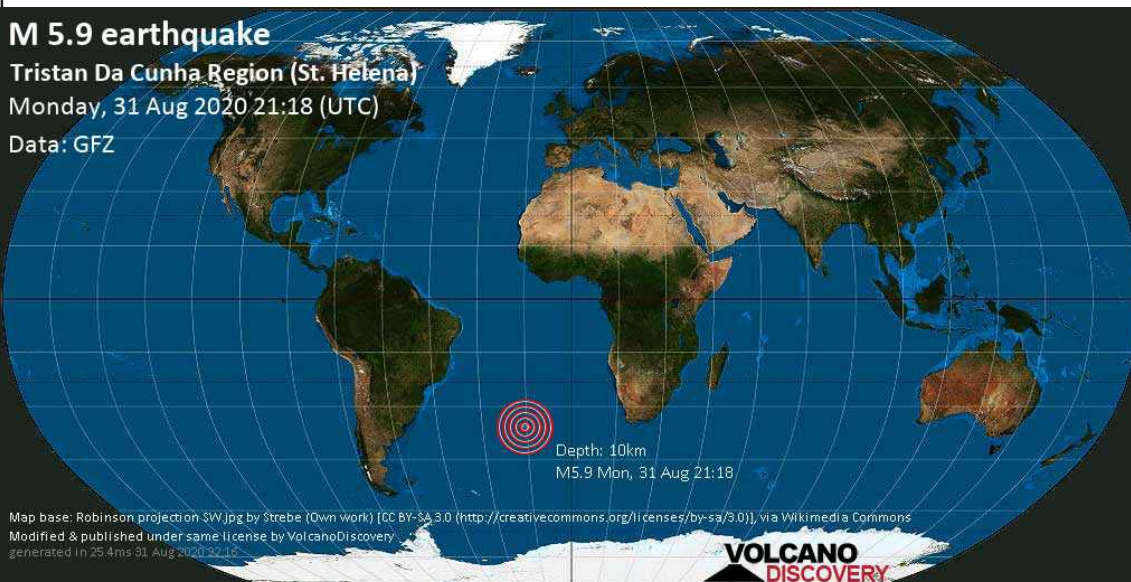 M 5.9 earthquake
Tristan Da Cunha Region (St. Helena)
Monday, 31 Aug 2020 21:18 (UTC)
Data: GFZ
Depth: 10km
M5.9 Mon, 31 Aug 21:18
Map base: Robinson projection SW.jpg by Strebe (Own work) [CC BY-SA 3.0 (http://creativecommons.org/licenses/by-sa/3.0)], via Wikimedia Commons
Modified & published under same license by VolcanoDiscovery
generated in 25.4ms 31 Aug 2020 22:16
VOLCANO
DISCOVERY